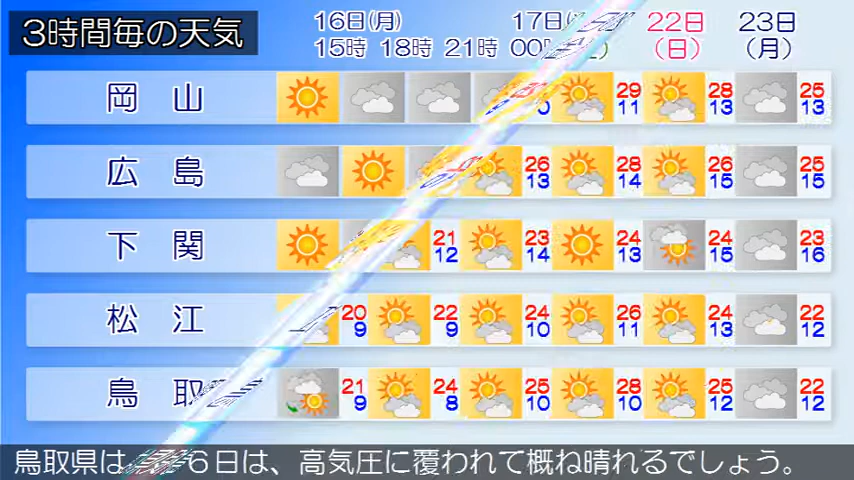 3時間毎の天気
16日(月) 17日 22日 23日
15時 18時 21時 00 (日) (月)
岡 山 29 28 25
11 13 13
広 島 26 28 26 25
13 14 15 15
下 関 21 23 24 24 23
12 14 13 15 16
松 江 20 22 24 26 24 22
9 9 10 11 13 12
鳥 取 21 24 25 28 25 22
9 8 10 10 12 12
鳥取県は 6日は、高気圧に覆われて概ね晴れるでしょう。